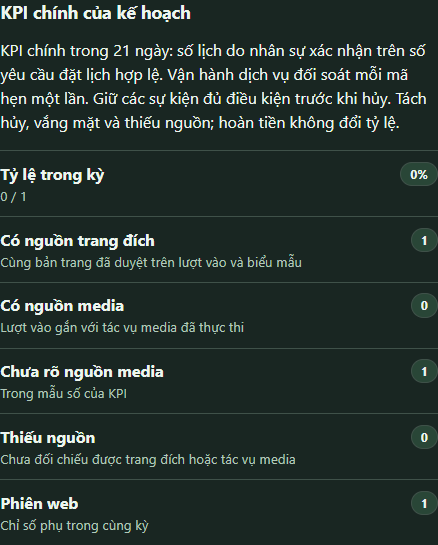 KPI chính của kế hoạch
KPI chính trong 21 ngày: số lịch do nhân sự xác nhận trên số
yêu cầu đặt lịch hợp lệ. Vận hành dịch vụ đối soát mỗi mã
hẹn một lần. Giữ các sự kiện đủ điều kiện trước khi hủy. Tách
hủy, vắng mặt và thiếu nguồn; hoàn tiền không đổi tỷ lệ.
Tỷ lệ trong kỳ
0%
0 / 1
Có nguồn trang đích
1
Cùng bản trang đã duyệt trên lượt vào và biểu mẫu
Có nguồn media
0
Lượt vào gắn với tác vụ media đã thực thi
Chưa rõ nguồn media
1
Trong mẫu số của KPI
Thiếu nguồn
0
Chưa đối chiếu được trang đích hoặc tác vụ media
Phiên web
1
Chỉ số phụ trong cùng kỳ